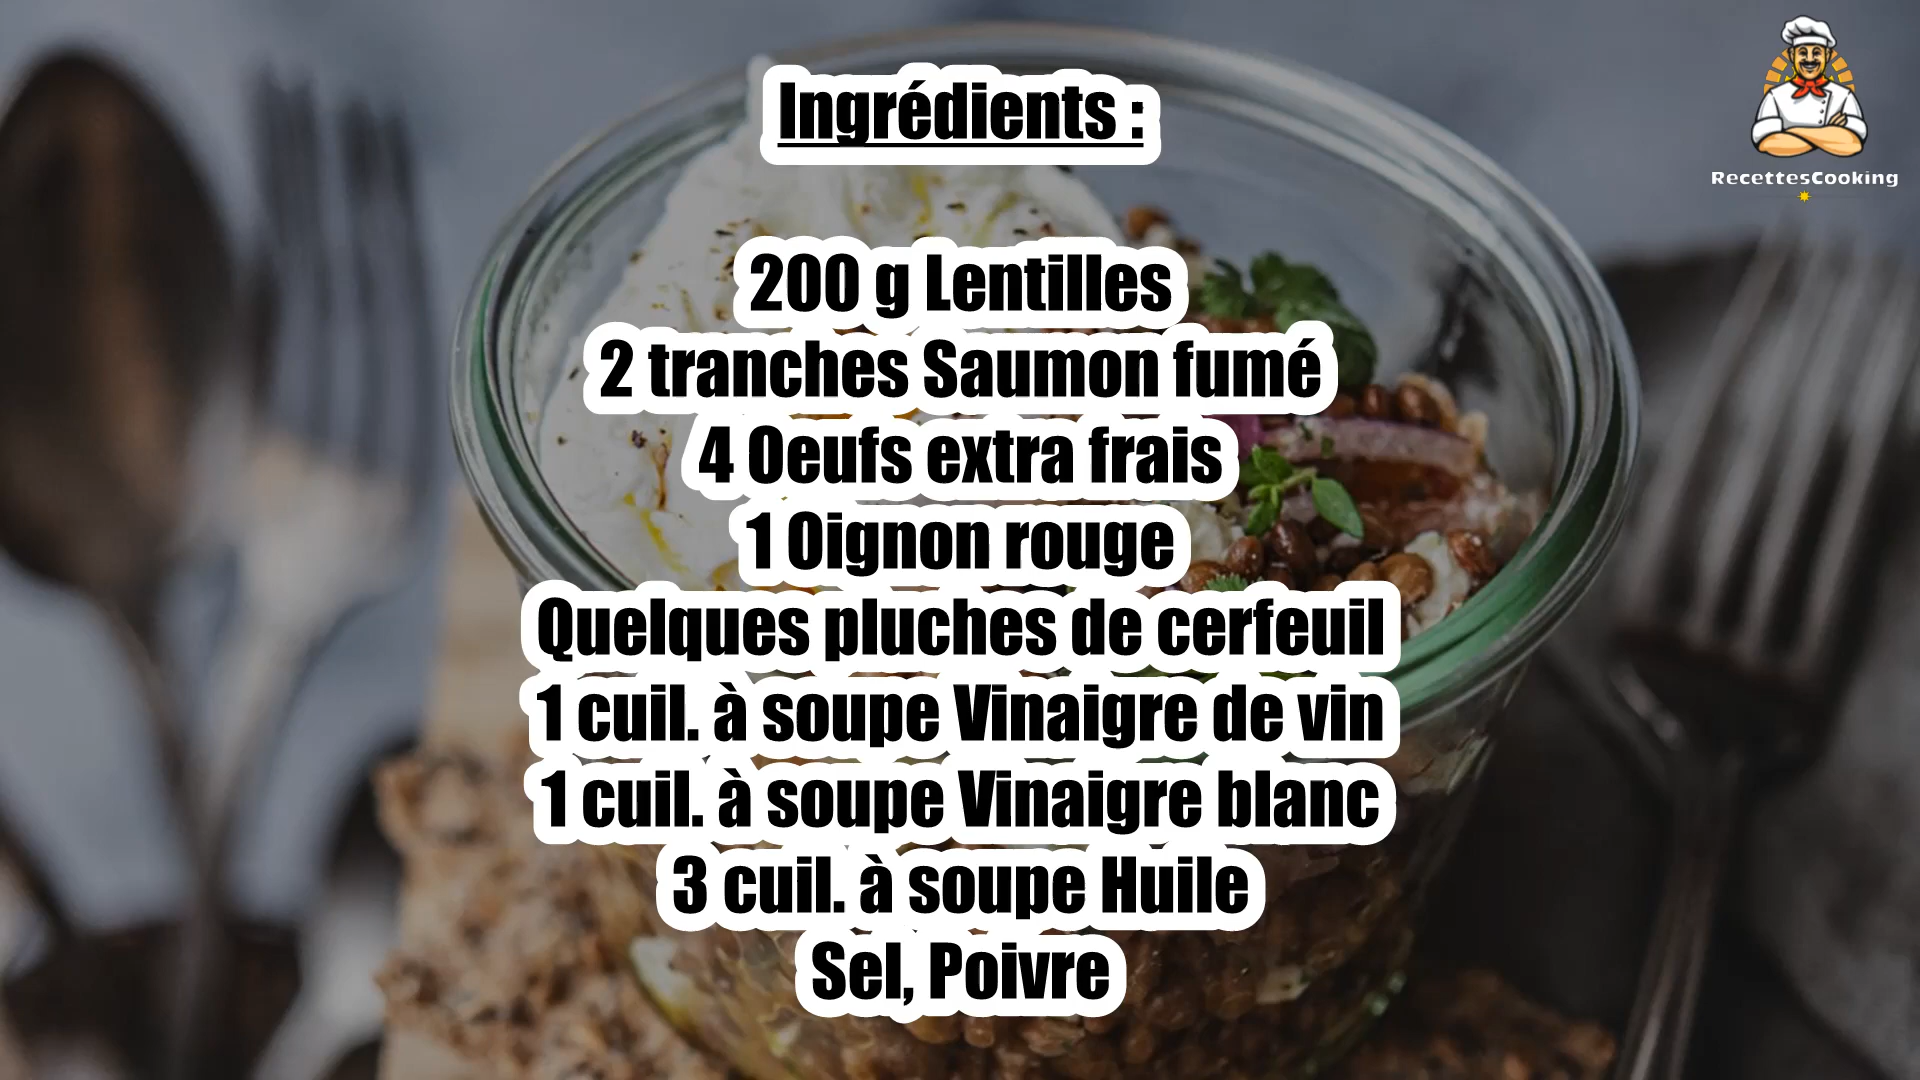 Ingrédients :
RecettesCooking
200 g Lentilles
2 tranches Saumon fumé
4 Oeufs extra frais
1 Oignon rouge
Quelques pluches de cerfeuil
1 cuil. à soupe Vinaigre de vin
1 cuil. à soupe Vinaigre blanc
3 cuil. à soupe Huile
Sel, Poivre